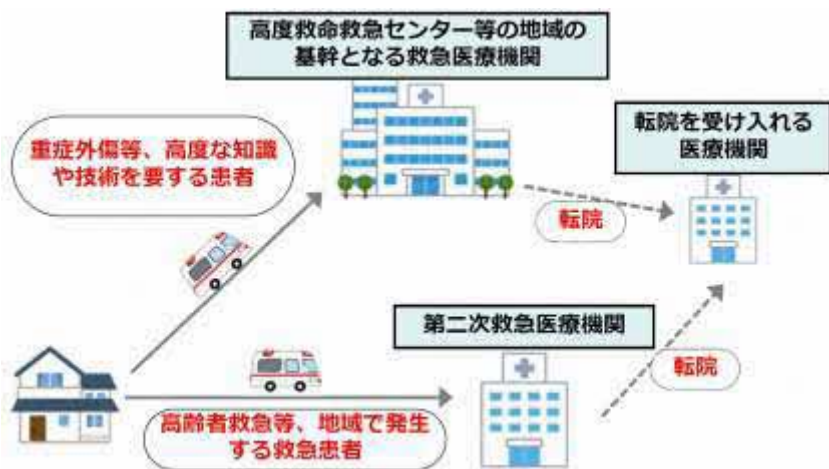 高度救命救急センター等の地域の
基幹となる救急医療機関
転院を受け入れる
医療機関
重症外傷等、高度な知識
や技術を要する患者
転院
第二次救急医療機関
転院
高齢者救急等、地域で発生
する救急患者